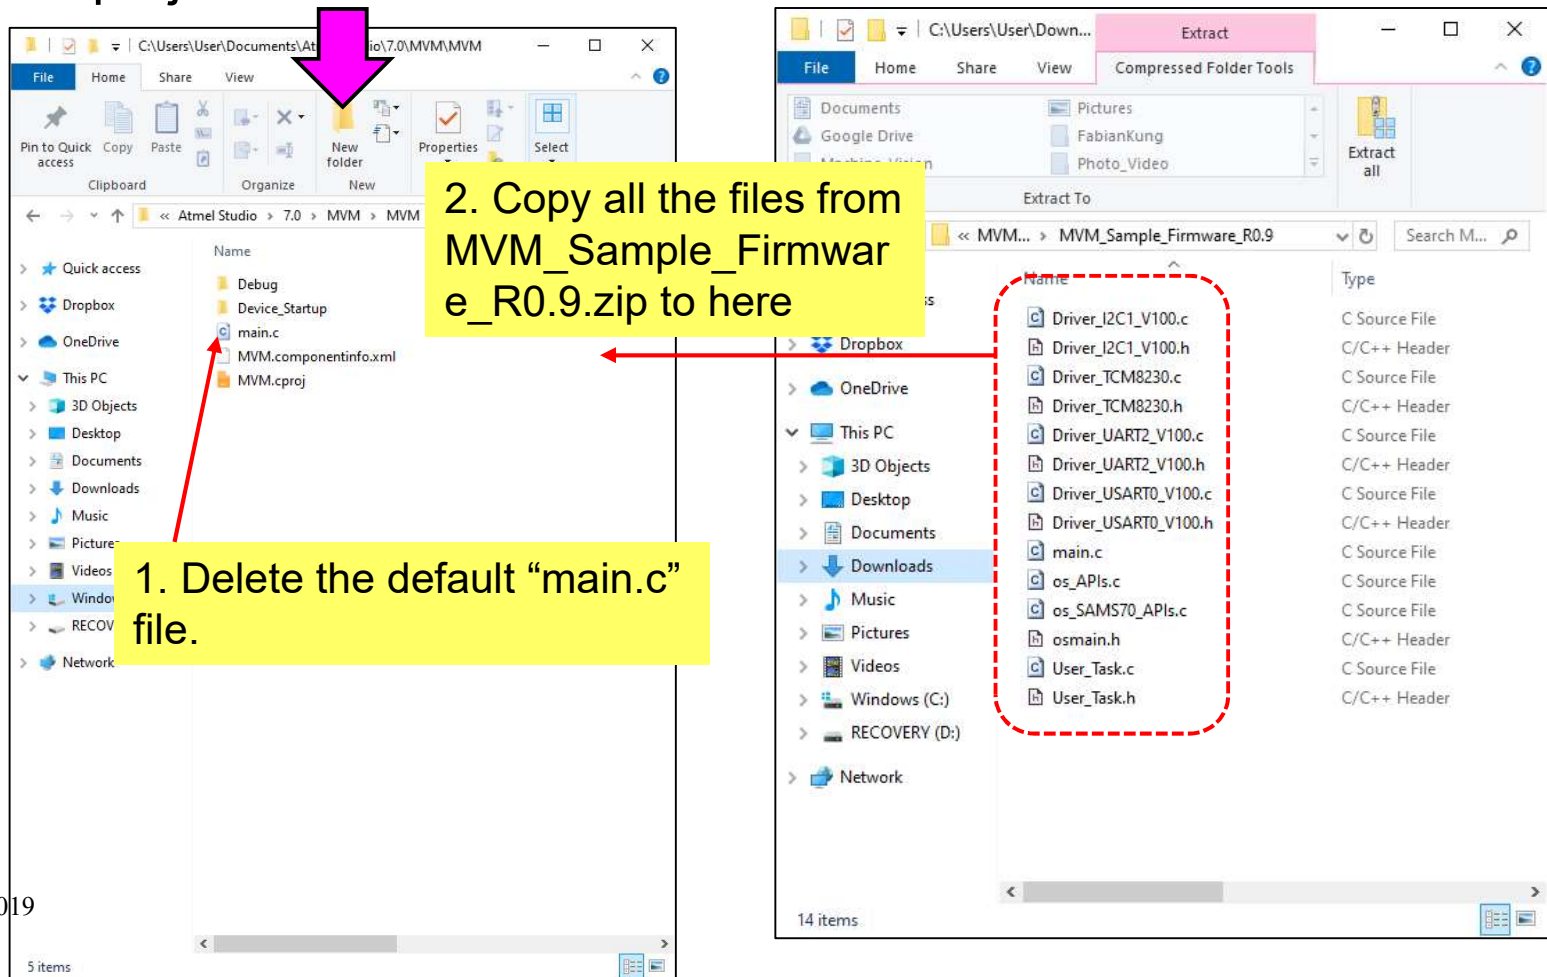 C:\Users\User\Documents\At
io\7.0\MVM\MVM
File Home Share View
Pin to Quick access
Copy
Paste
New folder
Properties
Select
Clipboard
Organize
New
« Atmel Studio > 7.0 > MVM > MVM
Name
Quick access
Dropbox
OneDrive
This PC
3D Objects
Desktop
Documents
Downloads
Music
Pictures
Videos
Windo
RECOV
Network
Debug
Device_Startup
main.c
MVM.componentinfo.xml
MVM.cproj
5 items
019
2. Copy all the files from
MVM_Sample_Firmwar
e_R0.9.zip to here
1. Delete the default “main.c”
file.
C:\Users\User\Down...
Extract
File Home Share View Compressed Folder Tools
Documents
Pictures
Google Drive
FabianKung
Machine_Vision
Photo_Video
Extract all
Extract To
« MVM... > MVM_Sample_Firmware_R0.9
Search M...
Name Type
ss
Dropbox
OneDrive
This PC
3D Objects
Desktop
Documents
Downloads
Music
Pictures
Videos
Windows (C:)
RECOVERY (D:)
Network
Driver_I2C1_V100.c C Source File
Driver_I2C1_V100.h C/C++ Header
Driver_TCM8230.c C Source File
Driver_TCM8230.h C/C++ Header
Driver_UART2_V100.c C Source File
Driver_UART2_V100.h C/C++ Header
Driver_USART0_V100.c C Source File
Driver_USART0_V100.h C/C++ Header
main.c C Source File
os_APIs.c C Source File
os_SAMS70_APIs.c C Source File
osmain.h C/C++ Header
User_Task.c C Source File
User_Task.h C/C++ Header
14 items